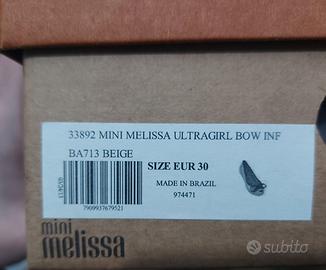 33892 MINI MELISSA ULTRAGIRL BOW INF
BA713 BEIGE
SIZE EUR 30
MADE IN BRAZIL
974471
7909937679521
mini
melissa
subito